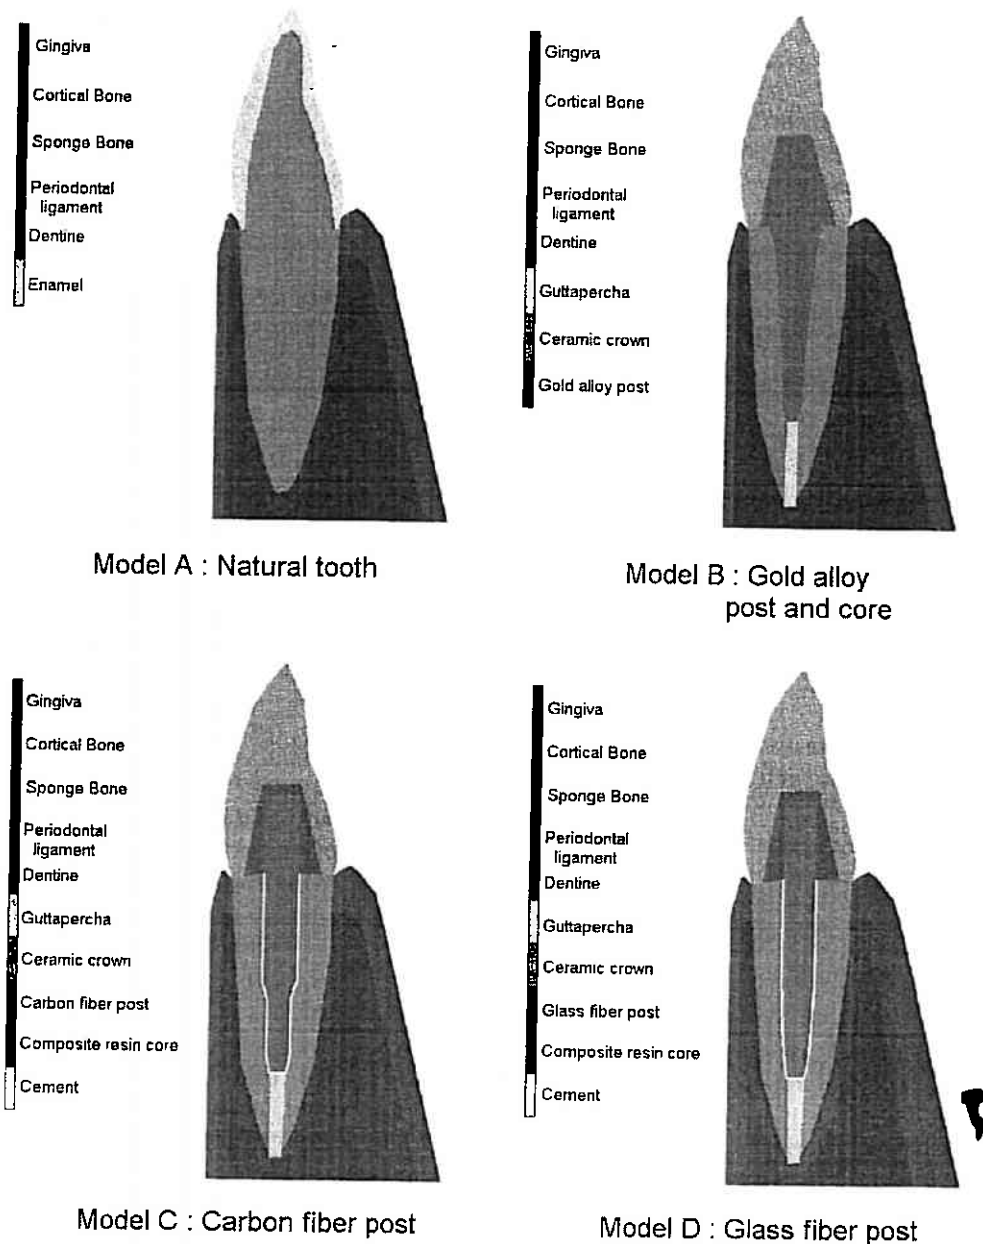 Gingiva
Cortical Bone
Sponge Bone
Periodontal
ligament
Dentine
Enamel
Model A : Natural tooth
Gingiva
Cortical Bone
Sponge Bone
Periodontal
ligament
Dentine
Guttapercha
Ceramic crown
Gold alloy post
Model B : Gold alloy
post and core
Gingiva
Cortical Bone
Sponge Bone
Periodontal
ligament
Dentine
Guttapercha
Ceramic crown
Carbon fiber post
Composite resin core
Cement
Model C : Carbon fiber post
Gingiva
Cortical Bone
Sponge Bone
Periodontal
ligament
Dentine
Guttapercha
Ceramic crown
Glass fiber post
Composite resin core
Cement
Model D : Glass fiber post